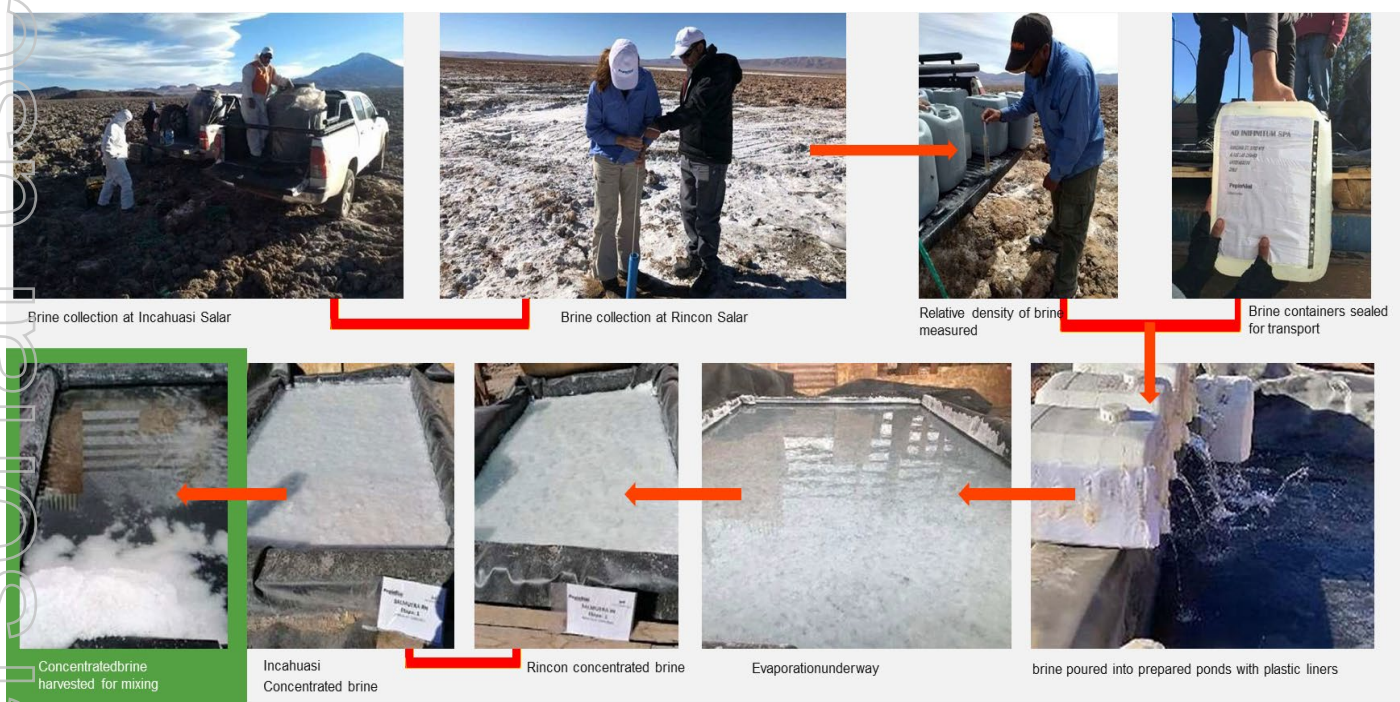 AD INFINITUM SPA
Brine collection at Incahuasi Salar
Brine collection at Rincon Salar
Relative density of brine
measured
Brine containers sealed
for transport
SALMUERA
Concentratedbrine
harvested for mixing
Incahuasi
Concentrated brine
Rincon concentrated brine
Evaporationunderway
brine poured into prepared ponds with plastic liners